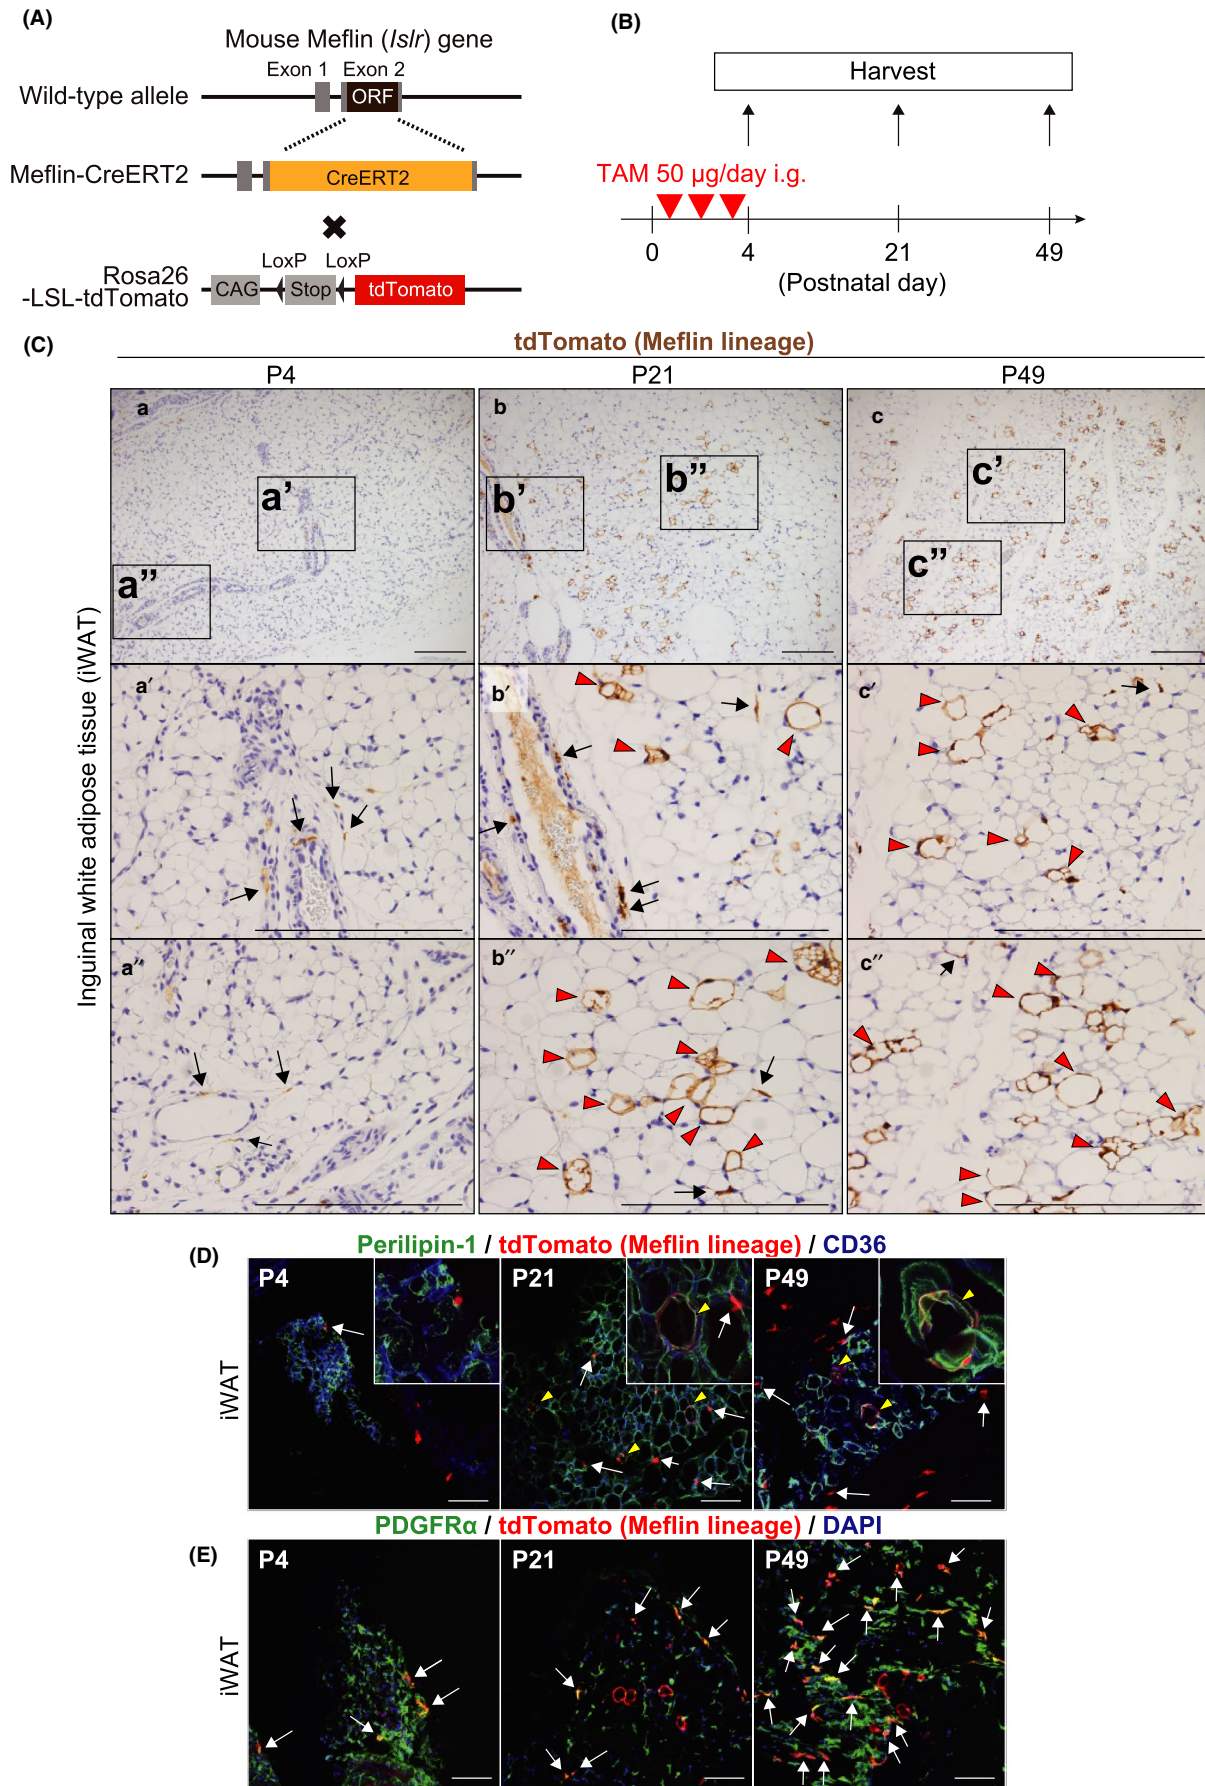 (A)
Mouse Meflin (Islr) gene
Exon 1 Exon 2
Wild-type allele
ORF
Meflin-CreERT2
CreERT2
LoxP LoxP
Rosa26
-LSL-tdTomato
CAG Stop tdTomato
(B)
Harvest
TAM 50 µg/day i.g.
0 4 21 49
(Postnatal day)
(C)
tdTomato (Meflin lineage)
P4 P21 P49
Inguinal white adipose tissue (iWAT)
a b c
a’ a’’ b’ b’’ c’ c’’
a′ b′ c′
a′′ b′′ c′′
(D)
Perilipin-1 / tdTomato (Meflin lineage) / CD36
iWAT
P4 P21 P49
(E)
PDGFRα / tdTomato (Meflin lineage) / DAPI
iWAT
P4 P21 P49